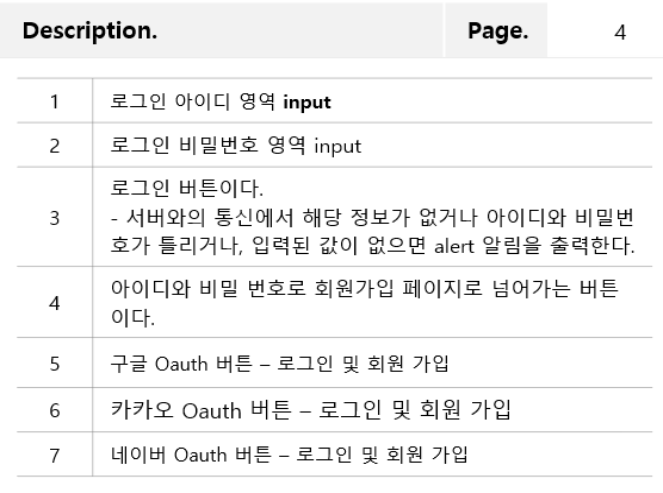 Description. Page. 4
1 로그인 아이디 영역 input
2 로그인 비밀번호 영역 input
3 로그인 버튼이다.
- 서버와의 통신에서 해당 정보가 없거나 아이디와 비밀번
호가 틀리거나, 입력된 값이 없으면 alert 알림을 출력한다.
4 아이디와 비밀 번호로 회원가입 페이지로 넘어가는 버튼
이다.
5 구글 Oauth 버튼 – 로그인 및 회원 가입
6 카카오 Oauth 버튼 – 로그인 및 회원 가입
7 네이버 Oauth 버튼 – 로그인 및 회원 가입